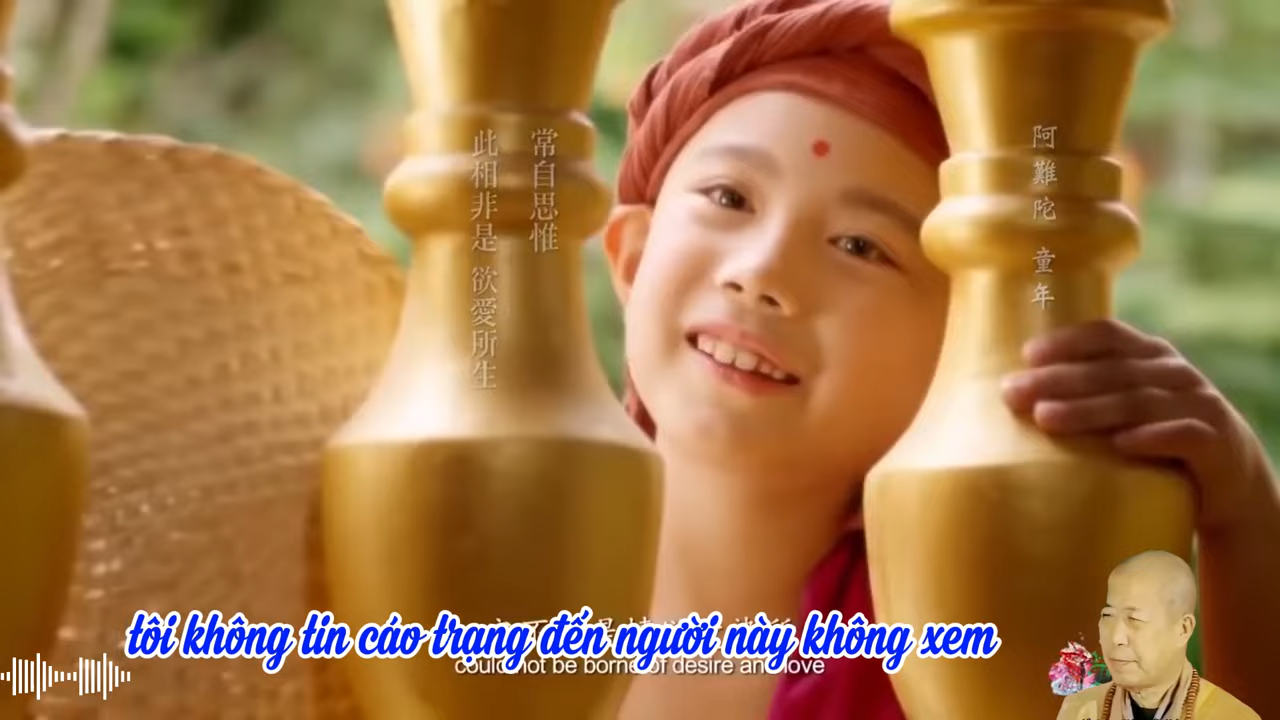 常自思惟
此相非是 欲愛所生
阿難陀 童年
tôi không tin cáo trạng đến người này không xem
could not be borne of desire and love